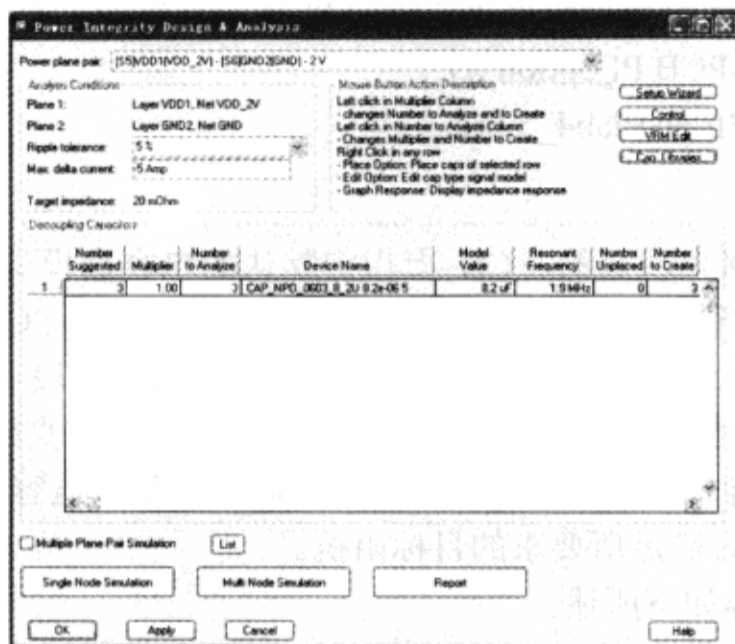 Power Integrity Design & Analysis
Power plane pair: [S5]VDD1[VDD_2V] - [S6]GND2[GND] - 2 V
Analysis Conditions
Plane 1: Layer VDD1, Net VDD_2V
Plane 2: Layer GND2, Net GND
Ripple tolerance: 5 %
Max. delta current: 5 Amp
Target impedance: 20 mOhm
Mouse Button Action Description
Left click in Multiplier Column
- changes Number to Analyze and to Create
Left click in Number to Analyze Column
- Changes Multiplier and Number to Create
Right Click in any row
- Place Option: Place caps of selected row
- Edit Option: Edit cap type signal model
- Graph Response: Display impedance response
Setup Wizard
Control
VRM Edit
Cap. Libraries
Decoupling Capacitors
Number Suggested Multiplier Number to Analyze Device Name Model Value Resonant Frequency Number Unplaced Number to Create
1 3 1.00 3 CAP_NPO_0603_8_2U 8.2e-06 5 8.2 uF 1.9 MHz 0 3
Multiple Plane Pair Simulation List
Single Node Simulation Multi Node Simulation Report
OK Apply Cancel Help